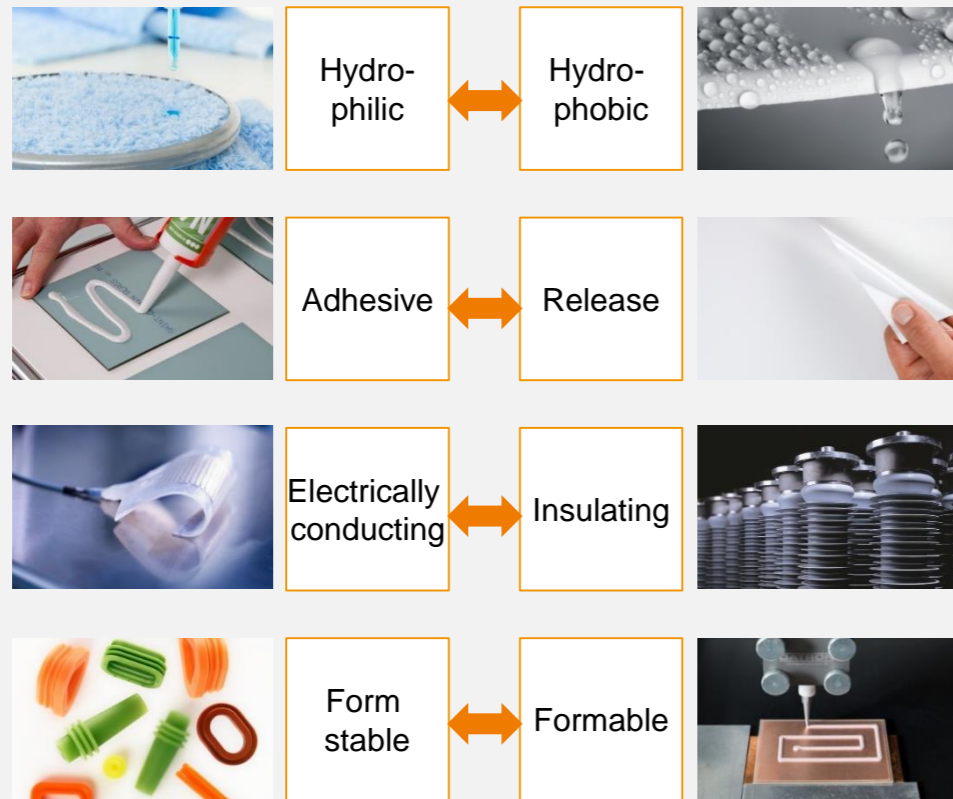 Hydro-
philic
Hydro-
phobic
Adhesive
Release
Electrically
conducting
Insulating
Form
stable
Formable